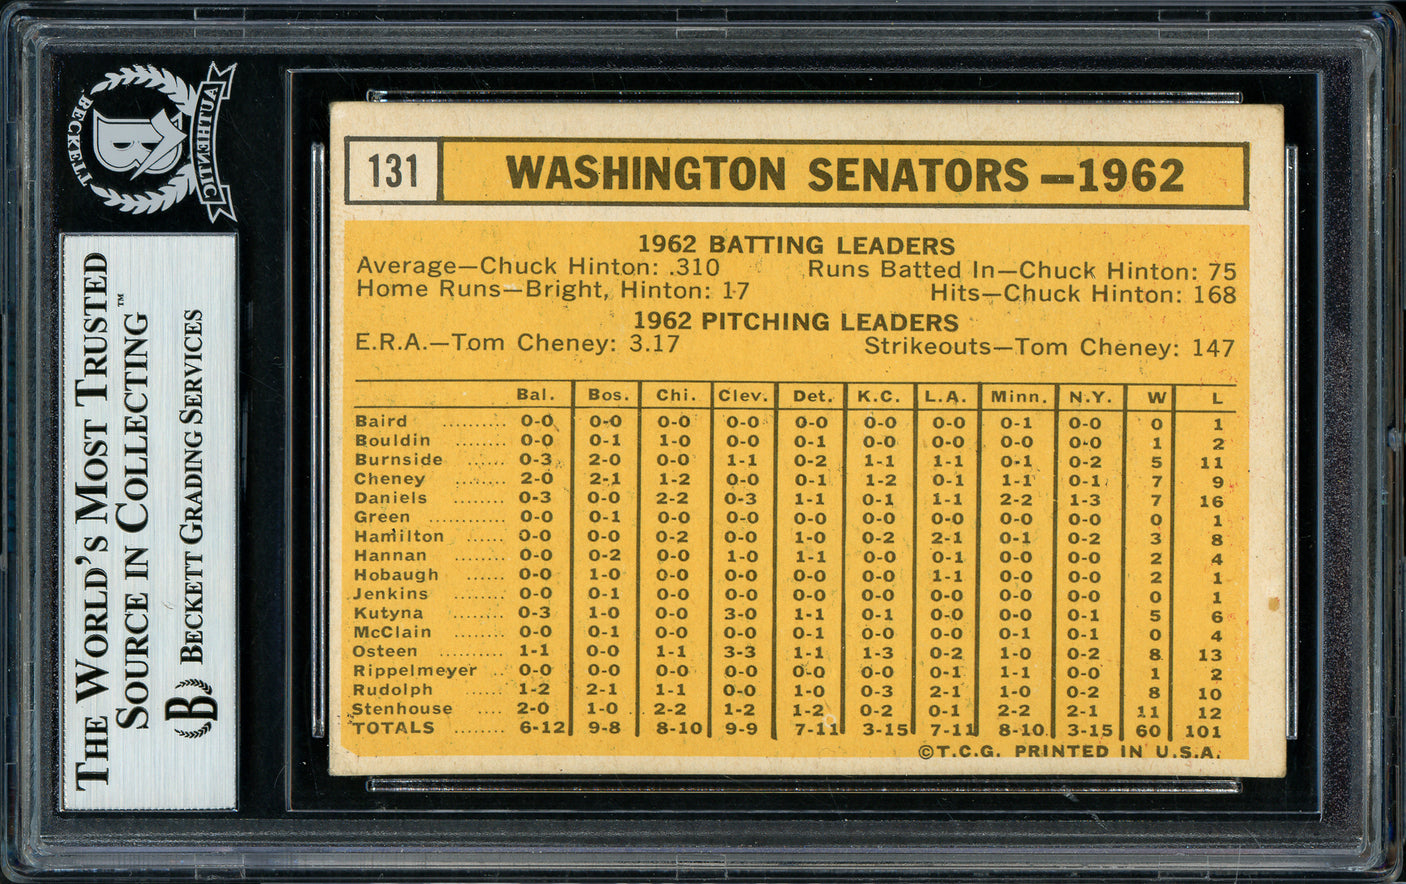 BECKETT
B
AUTHENTIC
THE WORLD'S MOST TRUSTED
SOURCE IN COLLECTING™
B BECKETT GRADING SERVICES
131 WASHINGTON SENATORS—1962
1962 BATTING LEADERS
Average—Chuck Hinton: .310 Runs Batted In—Chuck Hinton: 75
Home Runs—Bright, Hinton: 17 Hits—Chuck Hinton: 168
1962 PITCHING LEADERS
E.R.A.—Tom Cheney: 3.17 Strikeouts—Tom Cheney: 147
Bal. Bos. Chi. Clev. Det. K.C. L.A. Minn. N.Y. W L
Baird ......... 0-0 0-0 0-0 0-0 0-0 0-0 0-0 0-1 0-0 0 1
Bouldin ....... 0-0 0-1 1-0 0-0 0-1 0-0 0-0 0-0 0-0 1 2
Burnside ...... 0-3 2-0 0-0 1-1 0-2 1-1 1-1 0-1 0-2 5 11
Cheney ........ 2-0 2-1 1-2 0-0 0-1 1-2 0-1 1-1 0-1 7 9
Daniels ....... 0-3 0-0 2-2 0-3 1-1 0-1 1-1 2-2 1-3 7 16
Green .......... 0-0 0-1 0-0 0-0 0-0 0-0 0-0 0-0 0-0 0 1
Hamilton ...... 0-0 0-0 0-2 0-0 1-0 0-2 2-1 0-1 0-2 3 8
Hannan ........ 0-0 0-2 0-0 1-0 1-1 0-0 0-1 0-0 0-0 2 4
Hobaugh ...... 0-0 1-0 0-0 0-0 0-0 0-0 1-1 0-0 0-0 2 1
Jenkins ....... 0-0 0-1 0-0 0-0 0-0 0-0 0-0 0-0 0-0 0 1
Kutyna ........ 0-3 1-0 0-0 3-0 1-1 0-1 0-0 0-0 0-1 5 6
McClain ....... 0-0 0-1 0-0 0-0 0-1 0-0 0-0 0-1 0-1 0 4
Osteen ........ 1-1 0-0 1-1 3-3 1-1 1-3 0-2 1-0 0-2 8 13
Rippelmeyer .. 0-0 0-0 0-0 0-0 0-0 0-0 0-1 1-1 0-0 1 2
Rudolph ...... 1-2 2-1 1-1 0-0 1-0 0-3 2-1 1-0 0-2 8 10
Stenhouse .... 2-0 1-0 2-2 1-2 1-2 0-2 0-1 2-2 2-1 11 12
TOTALS ....... 6-12 9-8 8-10 9-9 7-11 3-15 7-11 8-10 3-15 60 101
©T.C.G. PRINTED IN U.S.A.